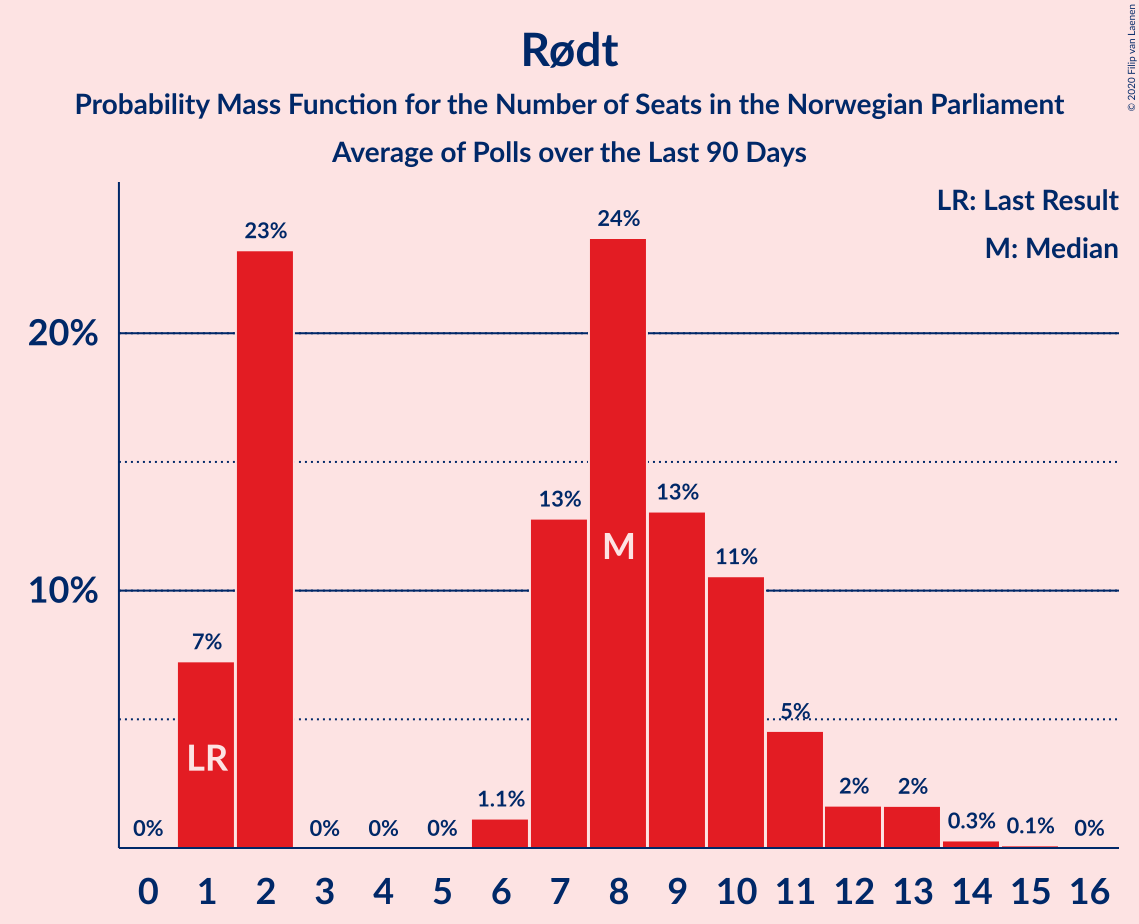 Rødt
Probability Mass Function for the Number of Seats in the Norwegian Parliament
Average of Polls over the Last 90 Days
© 2020 Filip van Laenen
LR: Last Result
M: Median
20%
10%
0%
7%
23%
0%
0%
0%
1.1%
13%
24%
13%
11%
5%
2%
2%
0.3%
0.1%
0%
LR
M
0 1 2 3 4 5 6 7 8 9 10 11 12 13 14 15 16